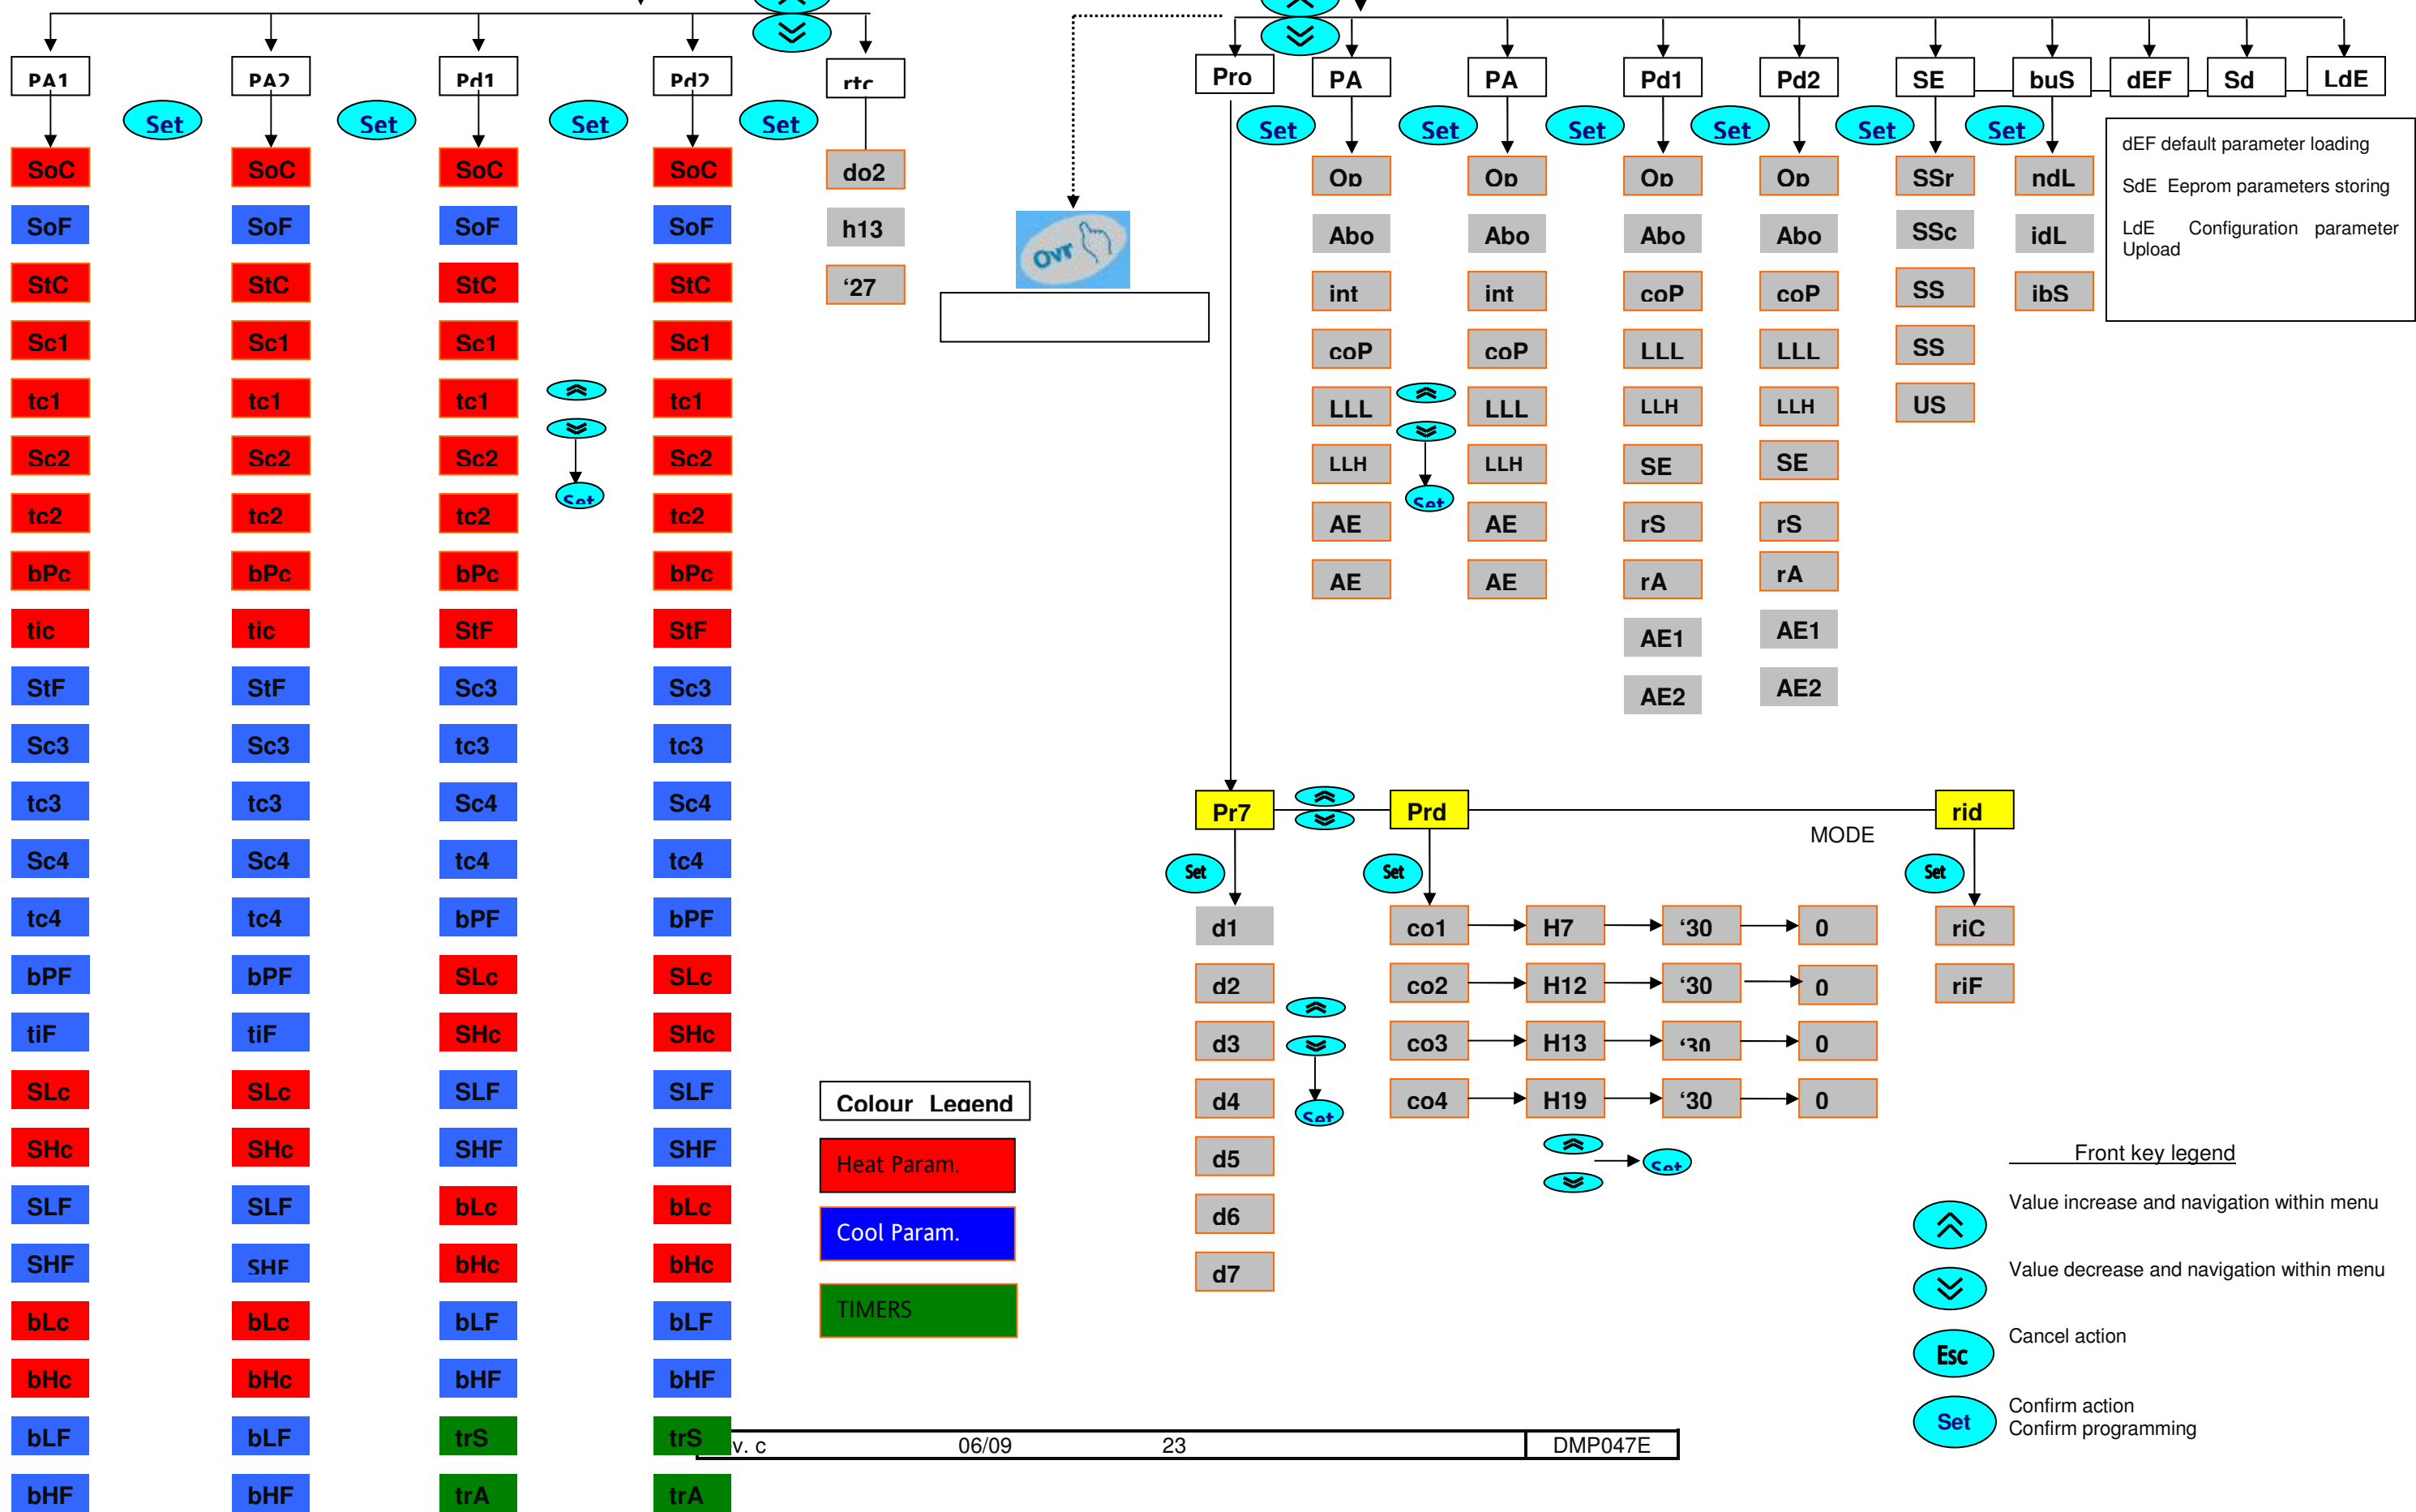 PA1
PA2
Pd1
Pd2
rtc
Pro
PA
PA
Pd1
Pd2
SE
buS
dEF
Sd
LdE
Set
Set
Set
Set
Set
Set
Set
Set
Set
Set
SoC
SoF
StC
Sc1
tc1
Sc2
tc2
bPc
tic
StF
Sc3
tc3
Sc4
tc4
bPF
tiF
SLc
SHc
SLF
SHF
bLc
bHc
bLF
bHF
SoC
SoF
StC
Sc1
tc1
Sc2
tc2
bPc
tic
StF
Sc3
tc3
Sc4
tc4
bPF
tiF
SLc
SHc
SLF
SHF
bLc
bHc
bLF
bHF
SoC
SoF
StC
Sc1
tc1
Sc2
tc2
bPc
StF
Sc3
tc3
Sc4
tc4
bPF
SLc
SHc
SLF
SHF
bLc
bHc
bLF
bHF
trS
trA
Set
SoC
SoF
StC
Sc1
tc1
Sc2
tc2
bPc
StF
Sc3
tc3
Sc4
tc4
bPF
SLc
SHc
SLF
SHF
bLc
bHc
bLF
bHF
trS
trA
do2
h13
‘27
Ovr
Op
Abo
int
coP
LLL
LLH
AE
AE
Set
Op
Abo
int
coP
LLL
LLH
AE
AE
Op
Abo
coP
LLL
LLH
SE
rS
rA
AE1
AE2
Op
Abo
coP
LLL
LLH
SE
rS
rA
AE1
AE2
SSr
SSc
SS
SS
US
ndL
idL
ibS
dEF default parameter loading
SdE Eeprom parameters storing
LdE Configuration parameter
Upload
Pr7
Prd
rid
MODE
Set
Set
Set
d1
d2
d3
d4
d5
d6
d7
Set
co1 H7 ‘30 0
co2 H12 ‘30 0
co3 H13 ‘30 0
co4 H19 ‘30 0
Set
riC
riF
Colour Legend
Heat Param.
Cool Param.
TIMERS
Front key legend
Value increase and navigation within menu
Value decrease and navigation within menu
Esc
Cancel action
Set
Confirm action
Confirm programming
v. c 06/09 23 DMP047E